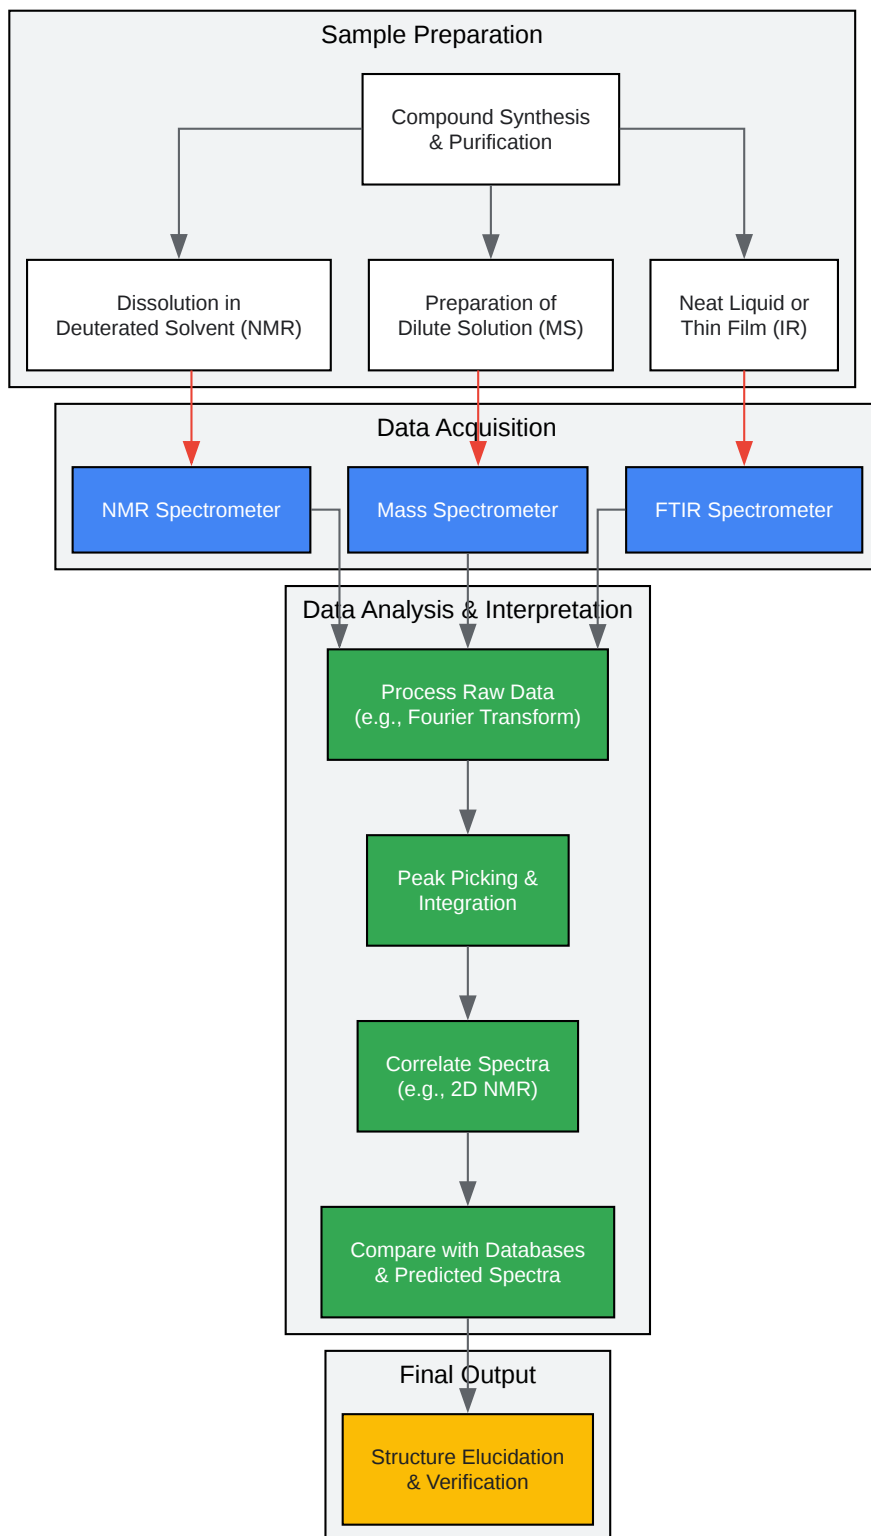 Sample Preparation
Compound Synthesis
& Purification
Dissolution in
Deuterated Solvent (NMR)
Preparation of
Dilute Solution (MS)
Neat Liquid or
Thin Film (IR)
Data Acquisition
NMR Spectrometer
Mass Spectrometer
FTIR Spectrometer
Data Analysis & Interpretation
Process Raw Data
(e.g., Fourier Transform)
Peak Picking &
Integration
Correlate Spectra
(e.g., 2D NMR)
Compare with Databases
& Predicted Spectra
Final Output
Structure Elucidation
& Verification